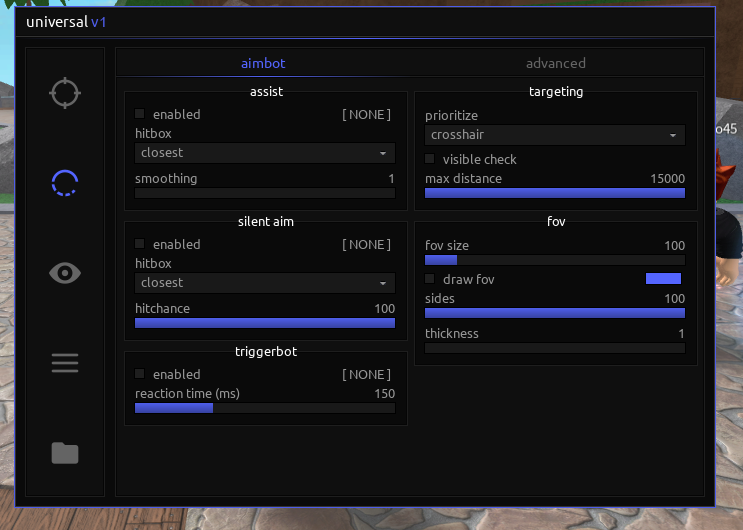 universal v1
aimbot
advanced
assist
enabled [ NONE ]
hitbox
closest
smoothing 1
silent aim
enabled [ NONE ]
hitbox
closest
hitchance 100
triggerbot
enabled [ NONE ]
reaction time (ms) 150
targeting
prioritize
crosshair
visible check
max distance 15000
fov
fov size 100
draw fov
sides 100
thickness 1
o45